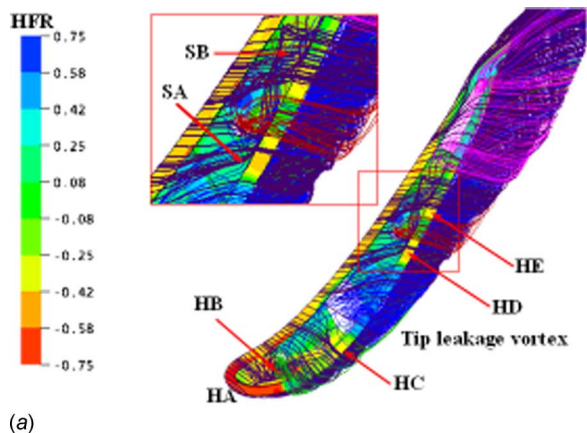 HFR
0.75
0.58
0.42
0.25
0.08
-0.08
-0.25
-0.42
-0.58
-0.75
SB
SA
HE
HD
HB
Tip leakage vortex
HA
HC
(a)